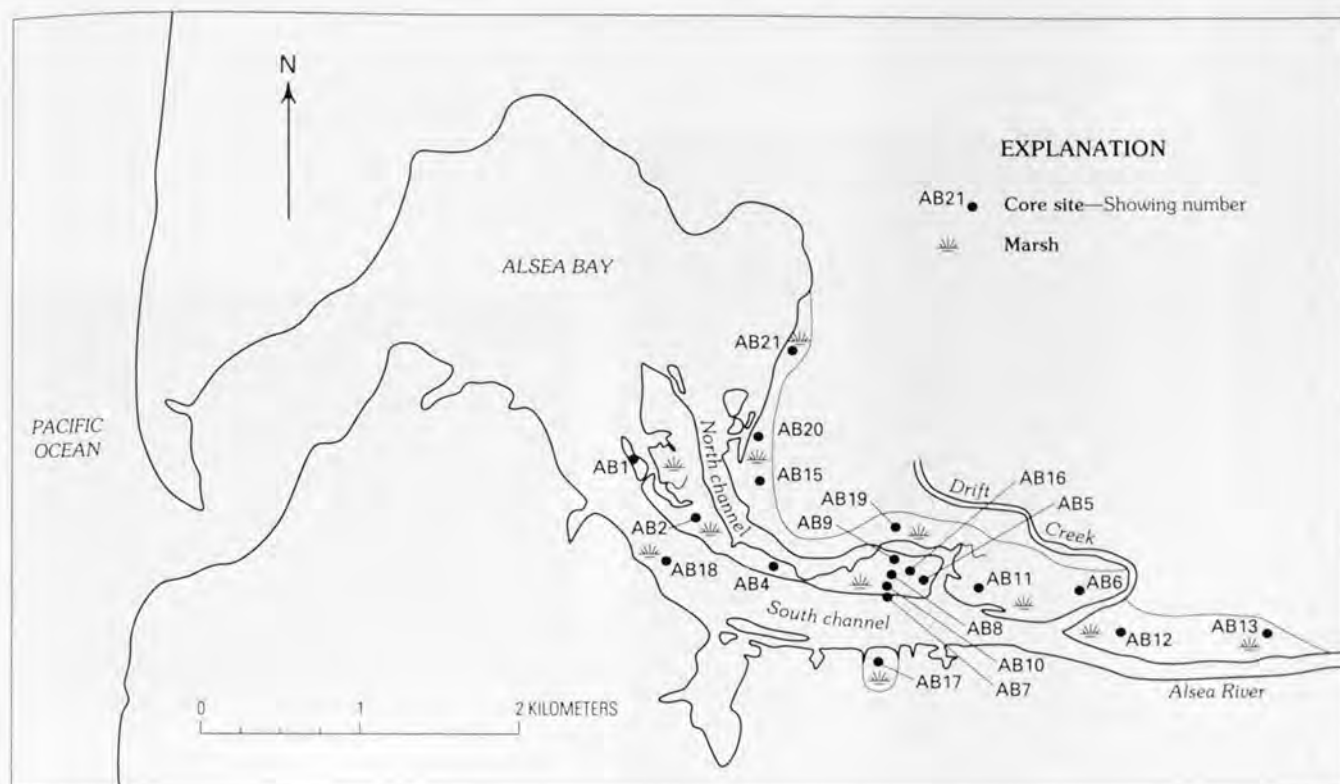 N
EXPLANATION
AB21 Core site—Showing number
Marsh
ALSEA BAY
AB21
PACIFIC
OCEAN
North channel
AB20
AB1
AB15
AB16
AB19
Drift
AB5
AB9
Creek
AB2
AB18
AB4
AB11
AB6
South channel
AB8
AB12
AB13
AB10
AB17
AB7
Alsea River
0 1 2 KILOMETERS